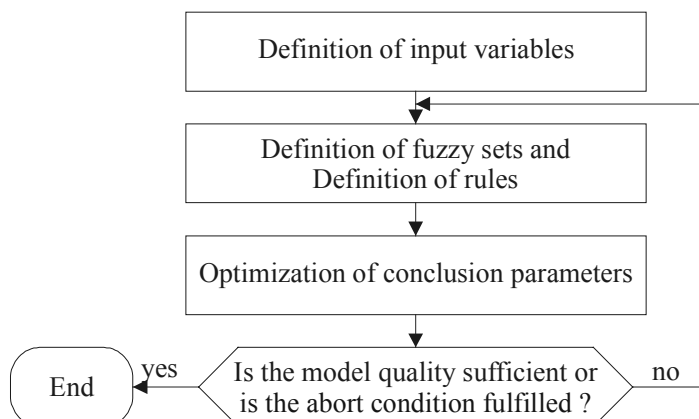 Definition of input variables
Definition of fuzzy sets and
Definition of rules
Optimization of conclusion parameters
Is the model quality sufficient or
is the abort condition fulfilled ?
yes
no
End